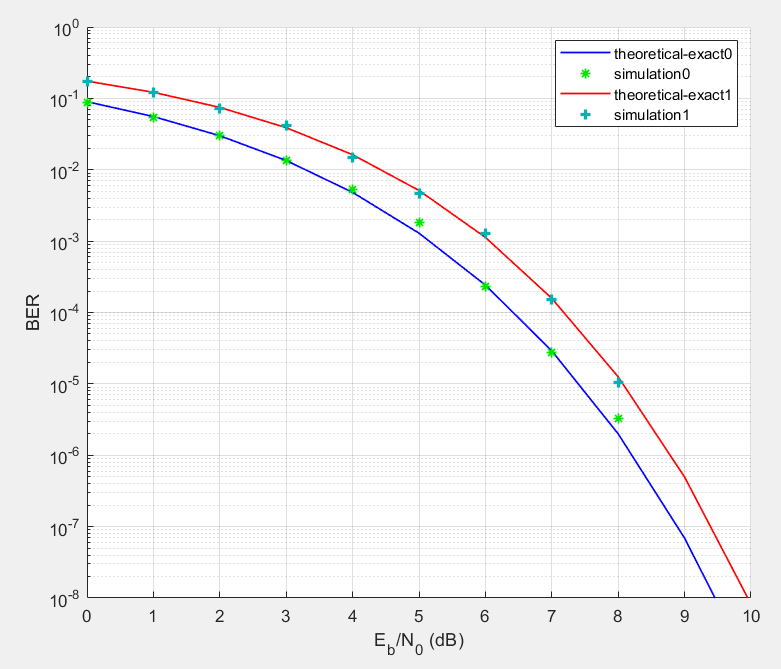 theoretical-exact0
simulation0
theoretical-exact1
simulation1
10^0
10^-1
10^-2
10^-3
10^-4
10^-5
10^-6
10^-7
10^-8
BER
0 1 2 3 4 5 6 7 8 9 10
E_b/N_0 (dB)